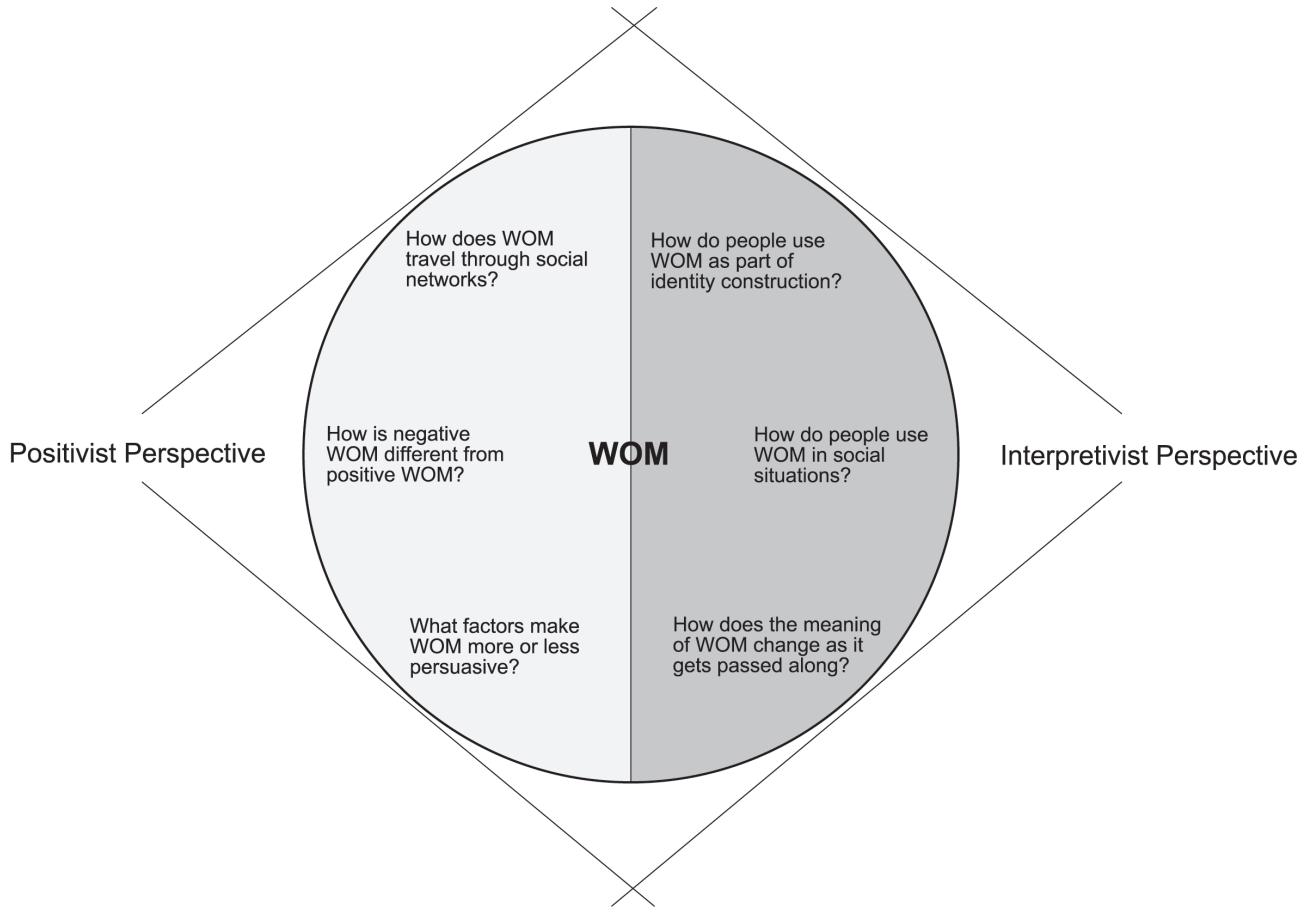 How does WOM
travel through social
networks?
How do people use
WOM as part of
identity construction?
Positivist Perspective
How is negative
WOM different from
positive WOM?
WOM
How do people use
WOM in social
situations?
Interpretivist Perspective
What factors make
WOM more or less
persuasive?
How does the meaning
of WOM change as it
gets passed along?